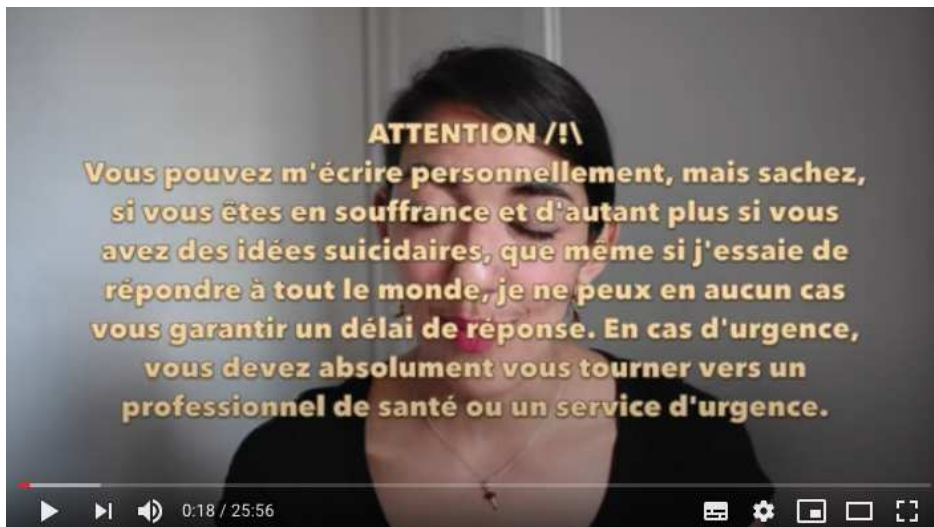 ATTENTION /!\
Vous pouvez m'écrire personnellement, mais sachez,
si vous êtes en souffrance et d'autant plus si vous
avez des idées suicidaires, que même si j'essaie de
répondre à tout le monde, je ne peux en aucun cas
vous garantir un délai de réponse. En cas d'urgence,
vous devez absolument vous tourner vers un
professionnel de santé ou un service d'urgence.
0:18 / 25:56